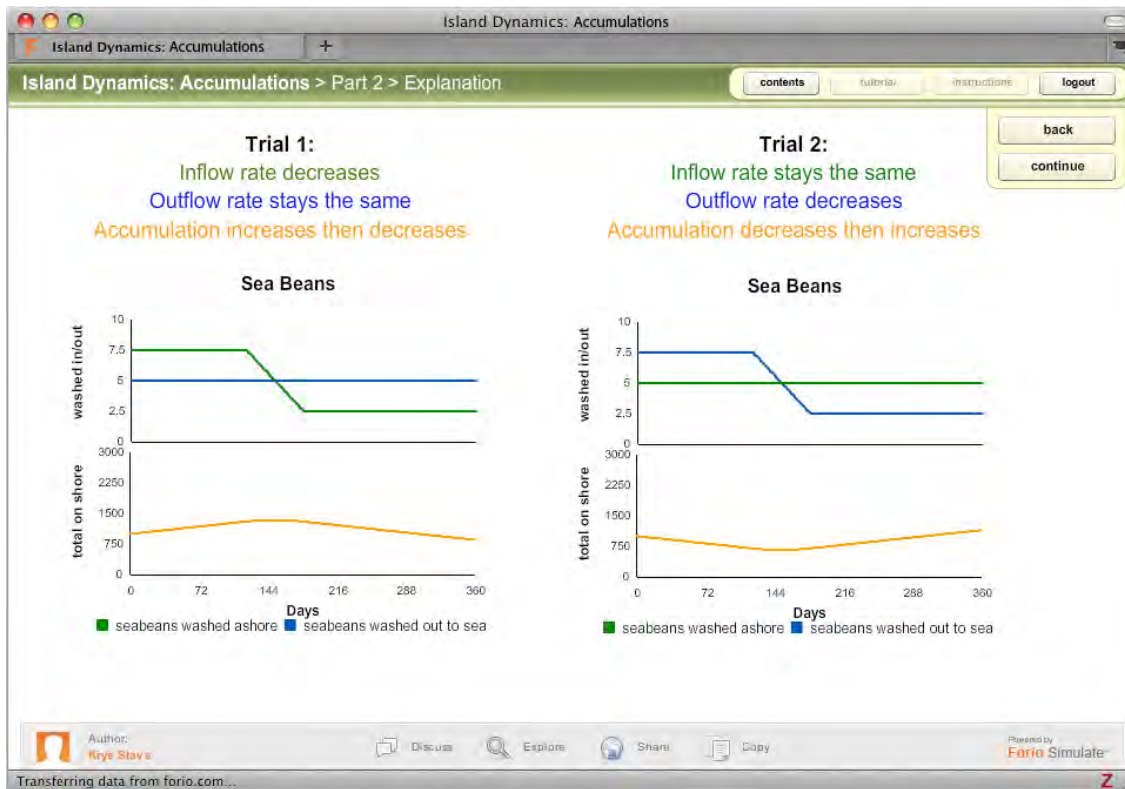 Island Dynamics: Accumulations
Island Dynamics: Accumulations +
Island Dynamics: Accumulations > Part 2 > Explanation
contents tutorial instructions logout
back
continue
Trial 1:
Inflow rate decreases
Outflow rate stays the same
Accumulation increases then decreases
Sea Beans
washed in/out
10
7.5
5
2.5
0
total on shore
3000
2250
1500
750
0
0 72 144 216 288 360
Days
seabeans washed ashore seabeans washed out to sea
Trial 2:
Inflow rate stays the same
Outflow rate decreases
Accumulation decreases then increases
Sea Beans
washed in/out
10
7.5
5
2.5
0
total on shore
3000
2250
1500
750
0
0 72 144 216 288 360
Days
seabeans washed ashore seabeans washed out to sea
Author:
Krys Stave
Discuss Explore Share Copy
Powered by
Forio Simulate
Transferring data from forio.com...
Z